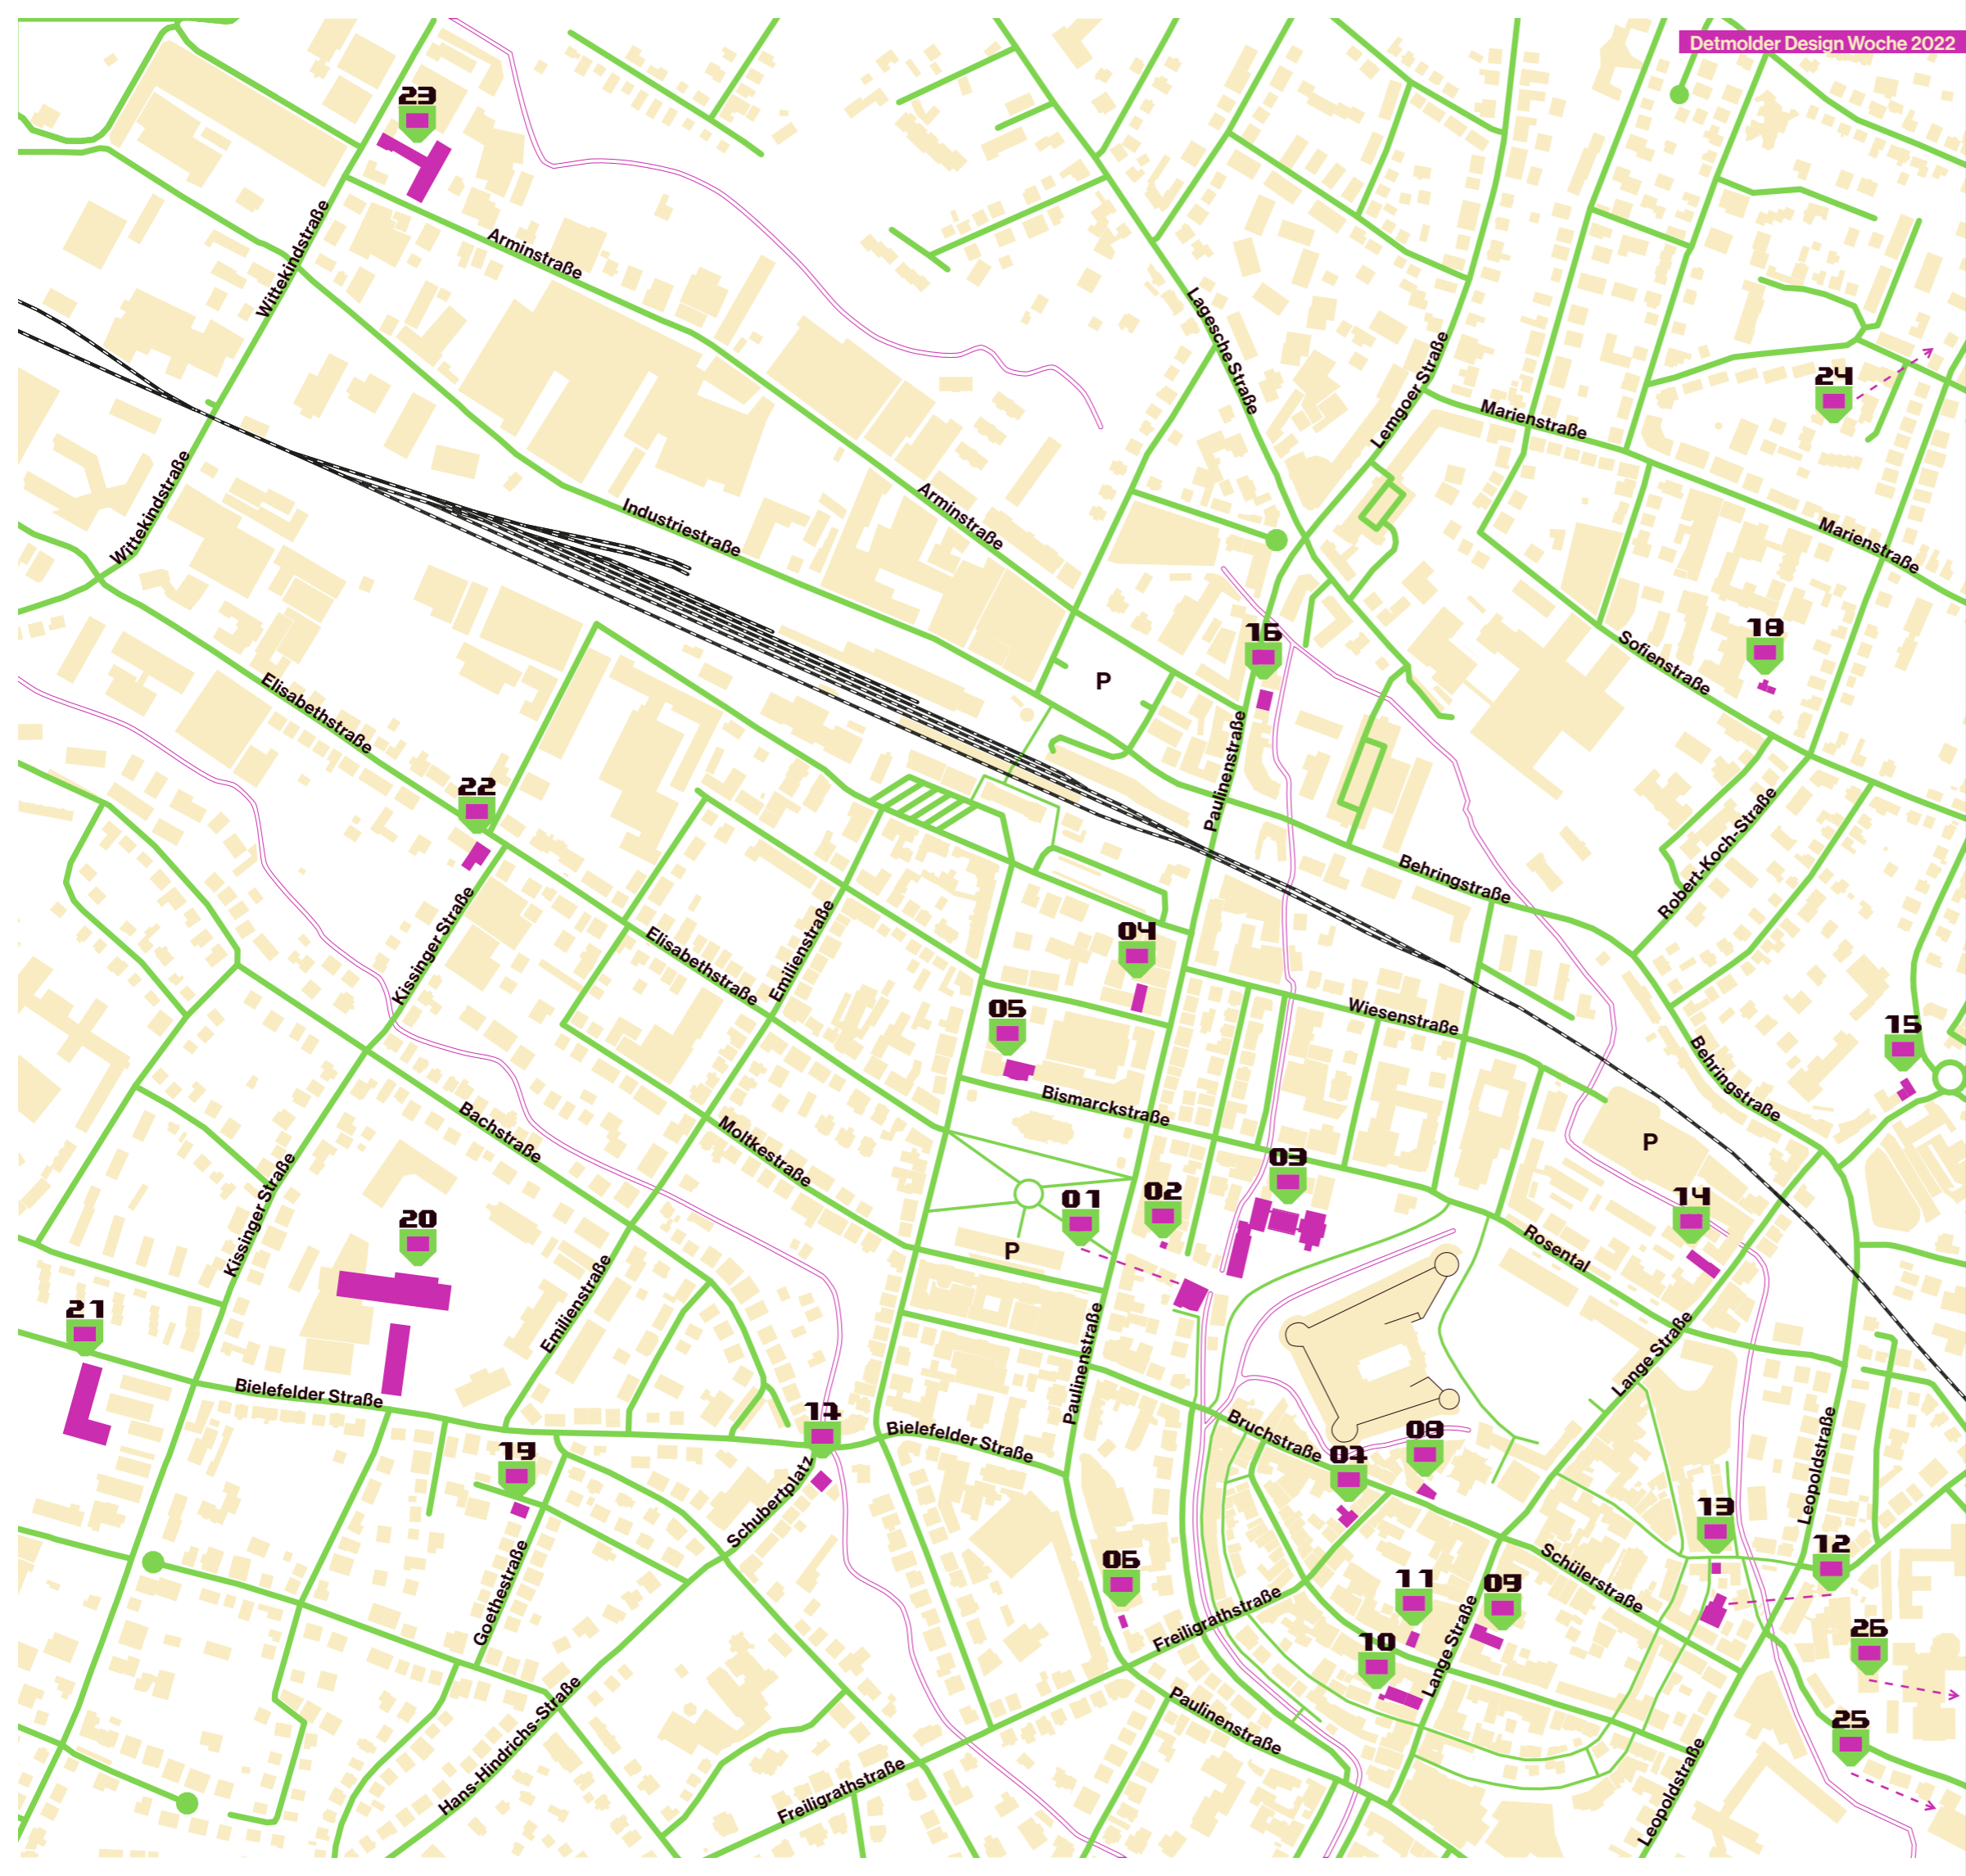 Detmolder Design Woche 2022
23
Wittekindstraße
Arminstraße
Lagesche Straße
Lemgoer Straße
24
Marienstraße
Wittekindstraße
Industriestraße
Arminstraße
Marienstraße
16
18
Sofienstraße
P
Elisabethstraße
Paulinenstraße
22
Robert-Koch-Straße
Behringstraße
Kissinger Straße
Elisabethstraße
Emilienstraße
04
05
Wiesenstraße
15
Behringstraße
Bismarckstraße
Bachstraße
Moltkestraße
P
03
Kissinger Straße
20
01
02
14
P
Rosental
Emilienstraße
21
Paulinenstraße
Lange Straße
Bielefelder Straße
17
Bielefelder Straße
Bruchstraße
08
07
Leopoldstraße
19
Schubertplatz
13
12
Schülerstraße
06
11
09
Goethestraße
Freiligrathstraße
Lange Straße
10
26
Hans-Hindrichs-Straße
Paulinenstraße
25
Freiligrathstraße
Leopoldstraße